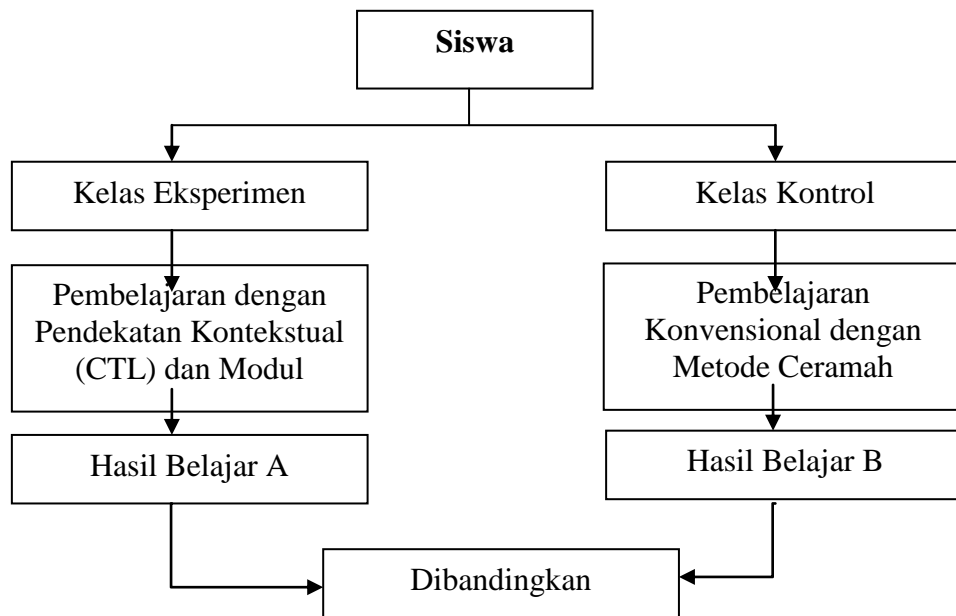 Siswa
Kelas Eksperimen
Kelas Kontrol
Pembelajaran dengan
Pendekatan Kontekstual
(CTL) dan Modul
Pembelajaran
Konvensional dengan
Metode Ceramah
Hasil Belajar A
Hasil Belajar B
Dibandingkan